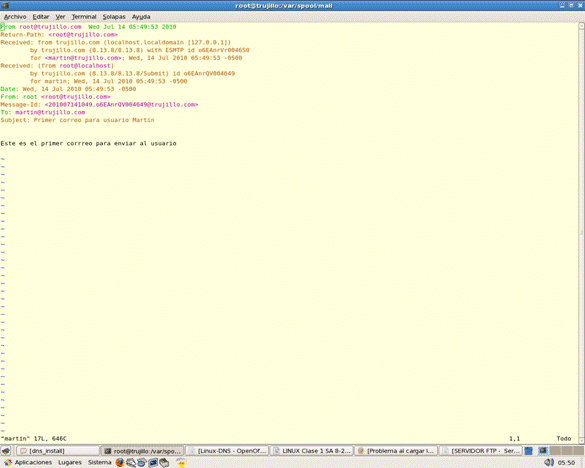 root@trujillo:/var/spool/mail
Archivo Editar Ver Terminal Solapas Ayuda
From root@trujillo.com  Wed Jul 14 05:49:53 2010
Return-Path: <root@trujillo.com>
Received: from trujillo.com (localhost.localdomain [127.0.0.1])
by trujillo.com (8.13.8/8.13.8) with ESMTP id o6EAnrVr004650
for <martin@trujillo.com>; Wed, 14 Jul 2010 05:49:53 -0500
Received: (from root@localhost)
by trujillo.com (8.13.8/8.13.8/Submit) id o6EAnrQV004649
for martin; Wed, 14 Jul 2010 05:49:53 -0500
Date: Wed, 14 Jul 2010 05:49:53 -0500
From: root <root@trujillo.com>
Message-Id: <201007141049.o6EAnrQV004649@trujillo.com>
To: martin@trujillo.com
Subject: Primer correo para usuario Martin
Este es el primer corrreo para enviar al usuario
"martin" 17L, 646C 1,1 Todo
[dns_install] root@trujillo:/var/spo... [Linux-DNS - OpenOf... LINUX Clase 1 SA 8-2... [Problema al cargar l... [SERVIDOR FTP - Ser...
Aplicaciones Lugares Sistema 05:50